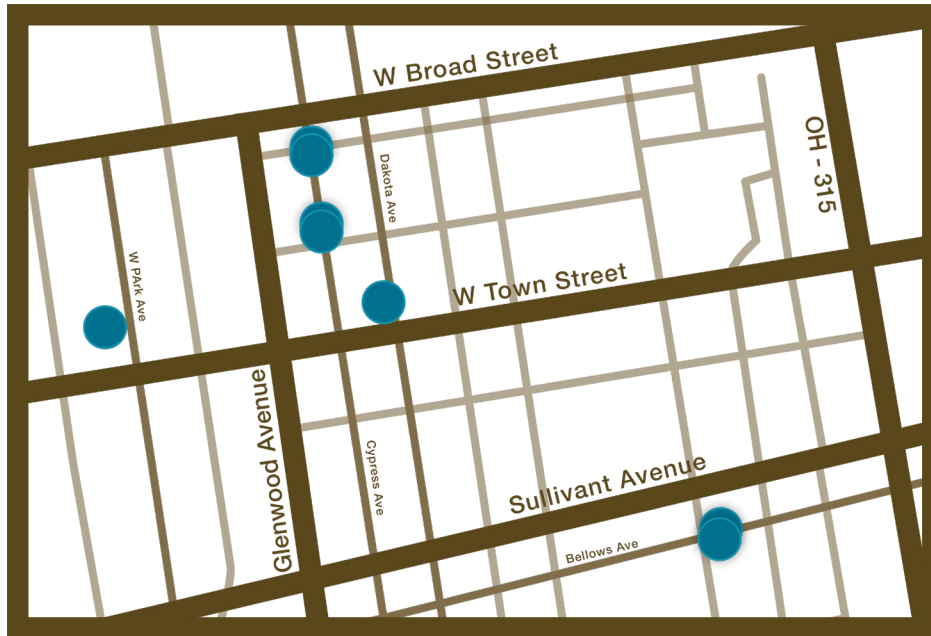 W Broad Street
OH - 315
Dakota Ave
W PArk Ave
W Town Street
Glenwood Avenue
Cypress Ave
Sullivant Avenue
Bellows Ave